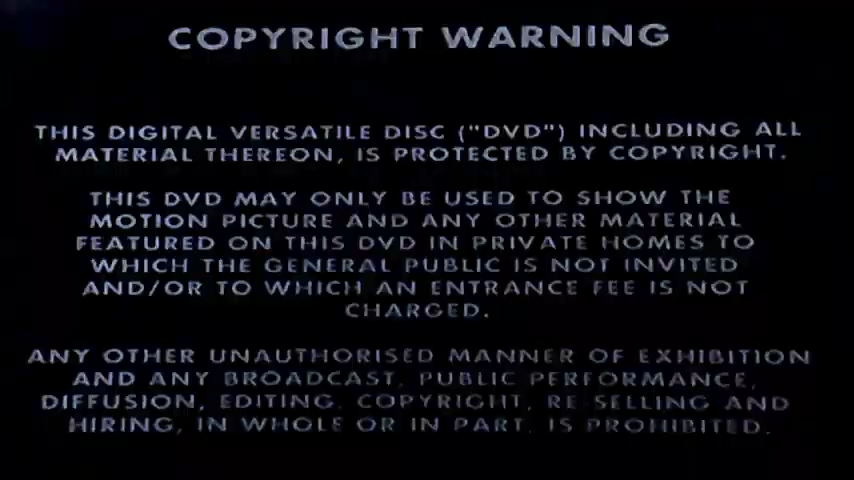 COPYRIGHT WARNING
THIS DIGITAL VERSATILE DISC ("DVD") INCLUDING ALL
MATERIAL THEREON, IS PROTECTED BY COPYRIGHT.
THIS DVD MAY ONLY BE USED TO SHOW THE
MOTION PICTURE AND ANY OTHER MATERIAL
FEATURED ON THIS DVD IN PRIVATE HOMES TO
WHICH THE GENERAL PUBLIC IS NOT INVITED
AND/OR TO WHICH AN ENTRANCE FEE IS NOT
CHARGED.
ANY OTHER UNAUTHORISED MANNER OF EXHIBITION
AND ANY BROADCAST, PUBLIC PERFORMANCE,
DIFFUSION, EDITING, COPYRIGHT, RE-SELLING AND
HIRING, IN WHOLE OR IN PART, IS PROHIBITED.